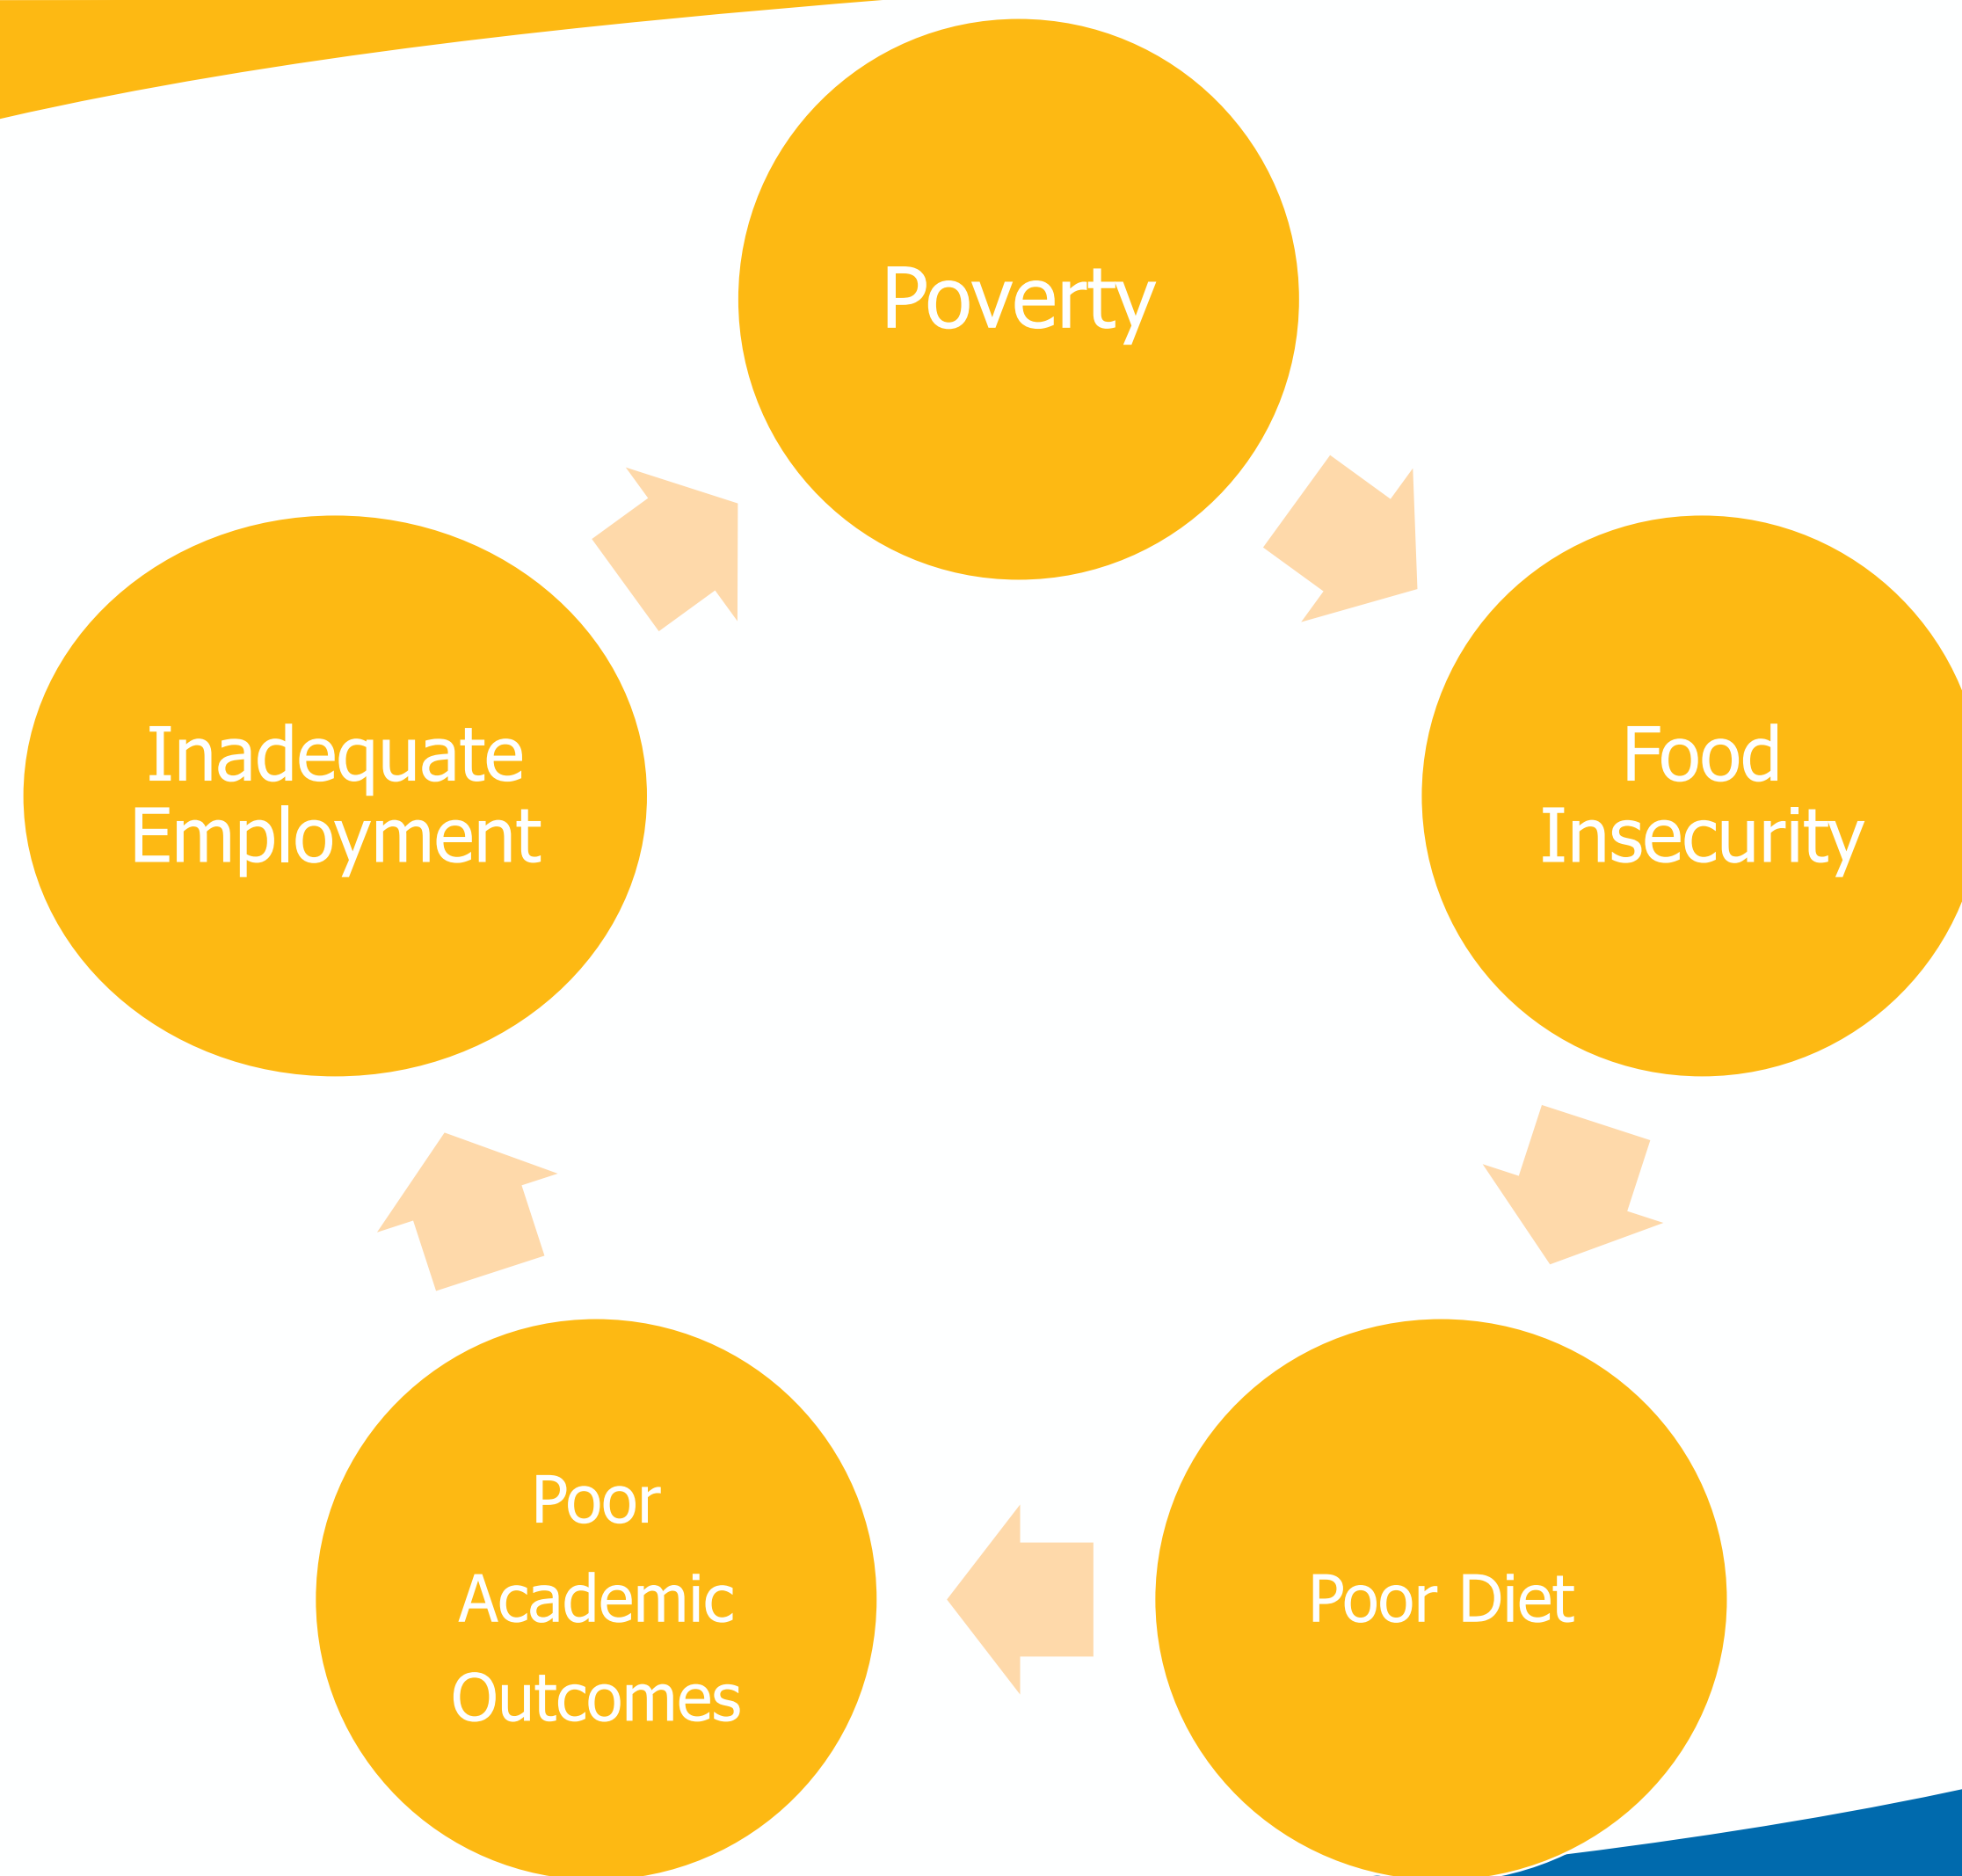 Poverty
Food
Insecurity
Poor Diet
Poor
Academic
Outcomes
Inadequate
Employment